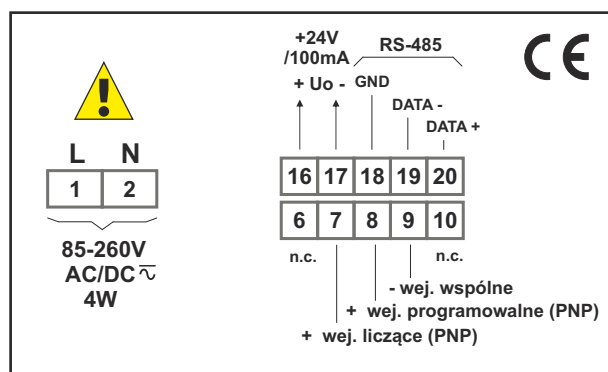 +24V
/100mA
+ Uo -
RS-485
GND
DATA -
DATA +
CE
L N
1 2
85-260V
AC/DC
4W
16 17 18 19 20
6 7 8 9 10
n.c.
n.c.
- wej. wspólne
+ wej. programowalne (PNP)
+ wej. liczące (PNP)